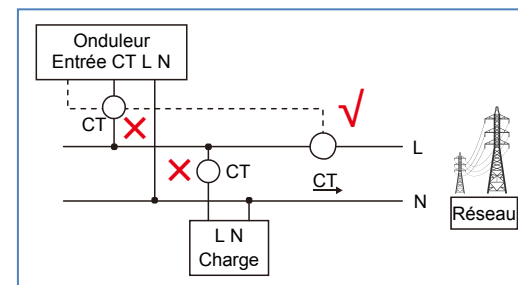 Onduleur
Entrée CT L N
CT
CT
L
CT
N
L N
Charge
Réseau